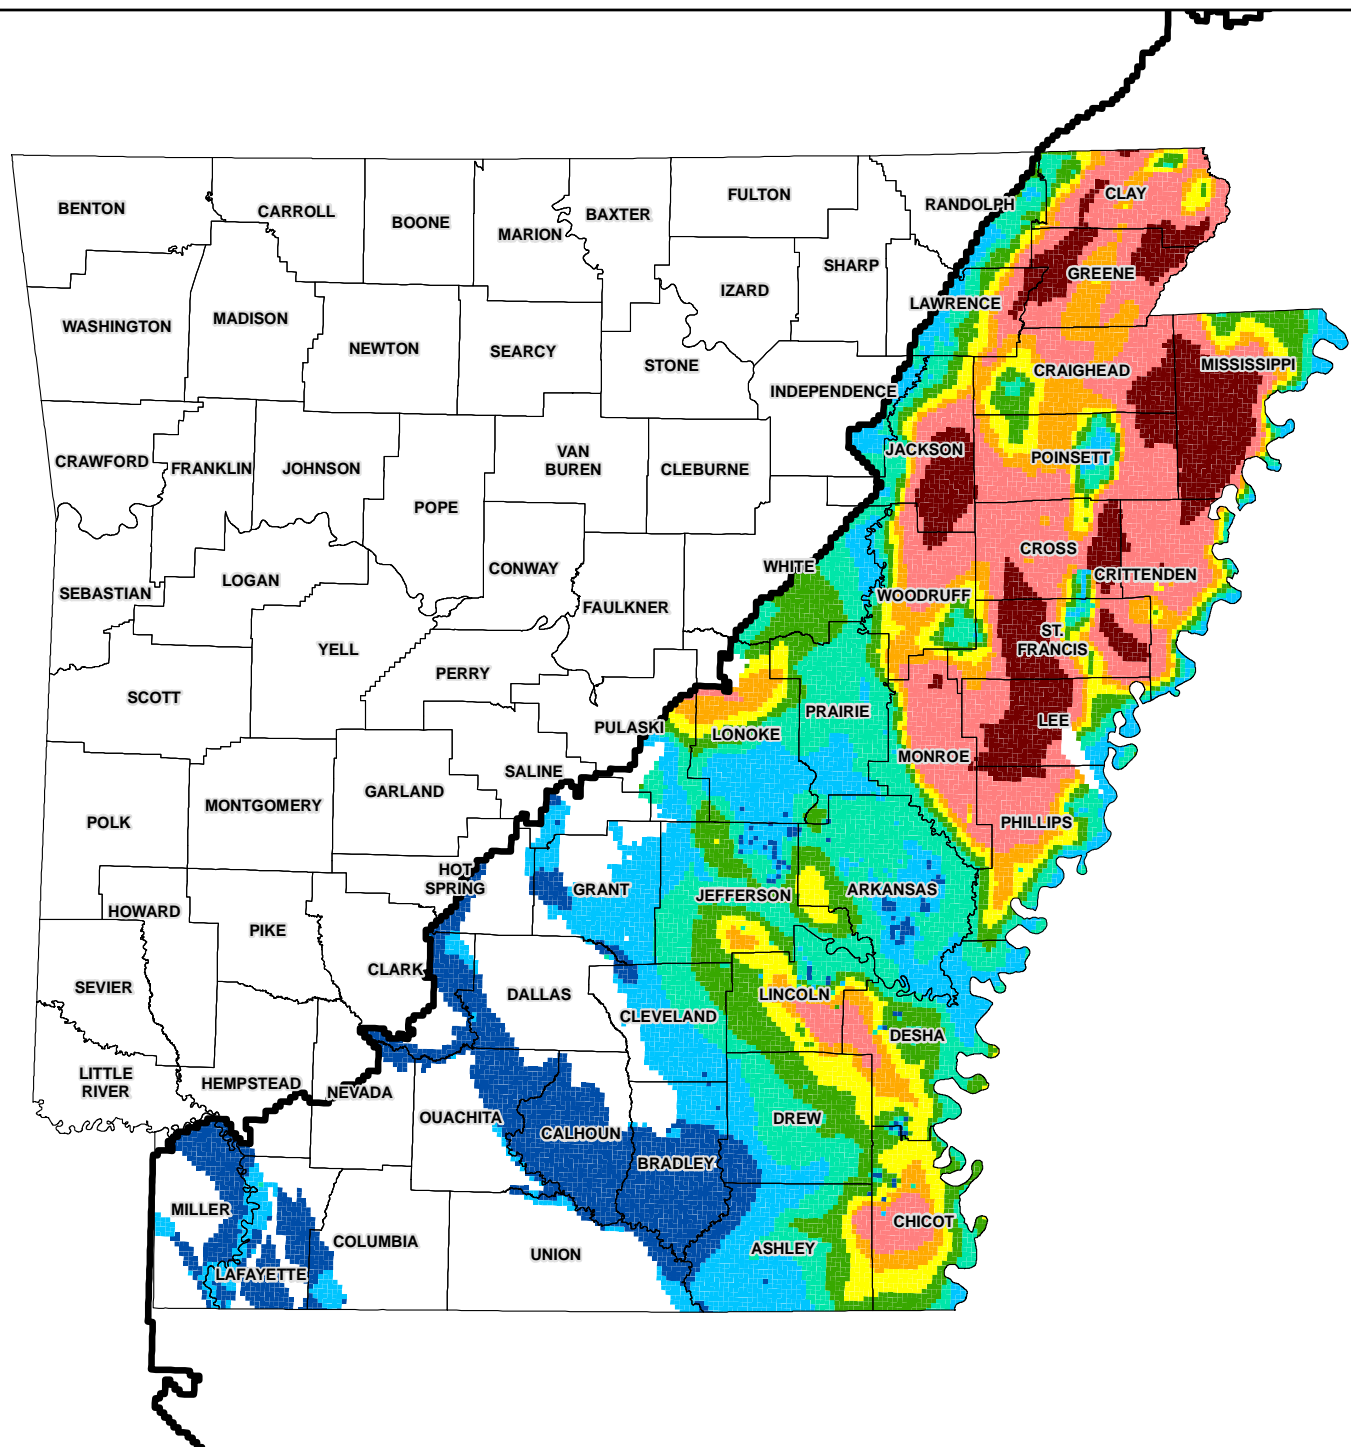 BENTON
CARROLL
BOONE
MARION
BAXTER
FULTON
RANDOLPH
CLAY
WASHINGTON
MADISON
NEWTON
SEARCY
STONE
IZARD
SHARP
LAWRENCE
GREENE
INDEPENDENCE
CRAIGHEAD
MISSISSIPPI
CRAWFORD
FRANKLIN
JOHNSON
POPE
VAN
BUREN
CLEBURNE
JACKSON
POINSETT
SEBASTIAN
LOGAN
CONWAY
FAULKNER
WHITE
WOODRUFF
CROSS
CRITTENDEN
SCOTT
YELL
PERRY
PULASKI
LONOKE
PRAIRIE
ST.
FRANCIS
LEE
MONROE
POLK
MONTGOMERY
GARLAND
SALINE
PHILLIPS
HOWARD
PIKE
HOT
SPRING
GRANT
JEFFERSON
ARKANSAS
SEVIER
CLARK
DALLAS
CLEVELAND
LINCOLN
DESHA
LITTLE
RIVER
HEMPSTEAD
NEVADA
OUACHITA
CALHOUN
BRADLEY
DREW
MILLER
LAFAYETTE
COLUMBIA
UNION
ASHLEY
CHICOT